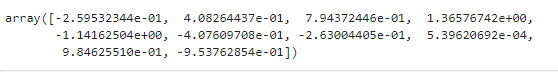 array([-2.59532344e-01, 4.08264437e-01, 7.94372446e-01, 1.36576742e+00,
-1.14162504e+00, -4.07609708e-01, -2.63004405e-01, 5.39620692e-04,
9.84625510e-01, -9.53762854e-01])